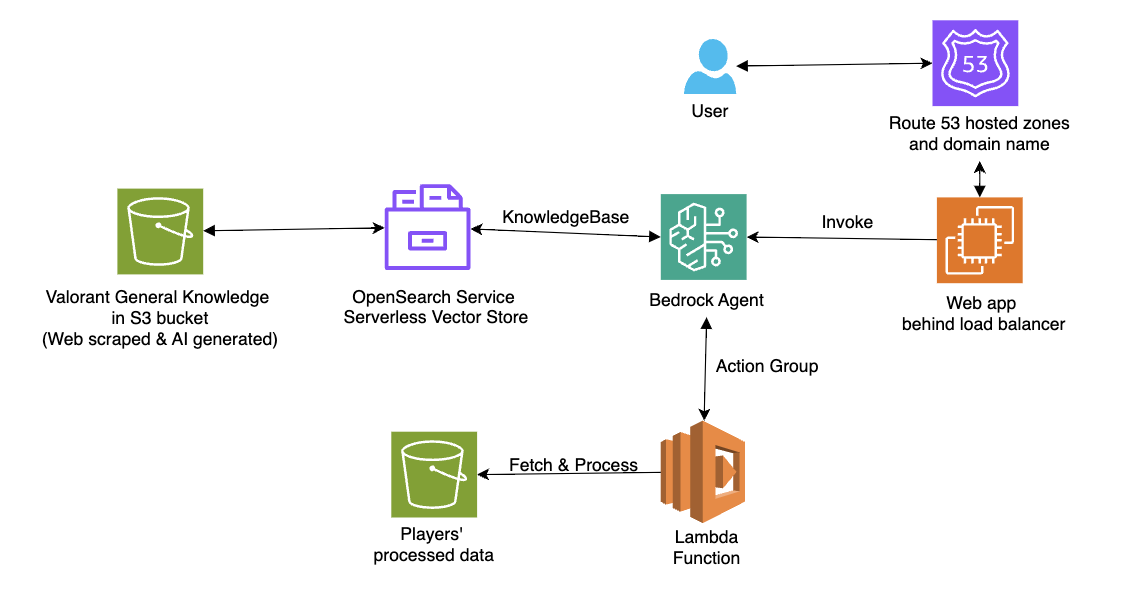 53
User
Route 53 hosted zones
and domain name
KnowledgeBase
Invoke
Valorant General Knowledge
in S3 bucket
(Web scraped & AI generated)
OpenSearch Service
Serverless Vector Store
Bedrock Agent
Web app
behind load balancer
Action Group
Fetch & Process
Players'
processed data
Lambda
Function